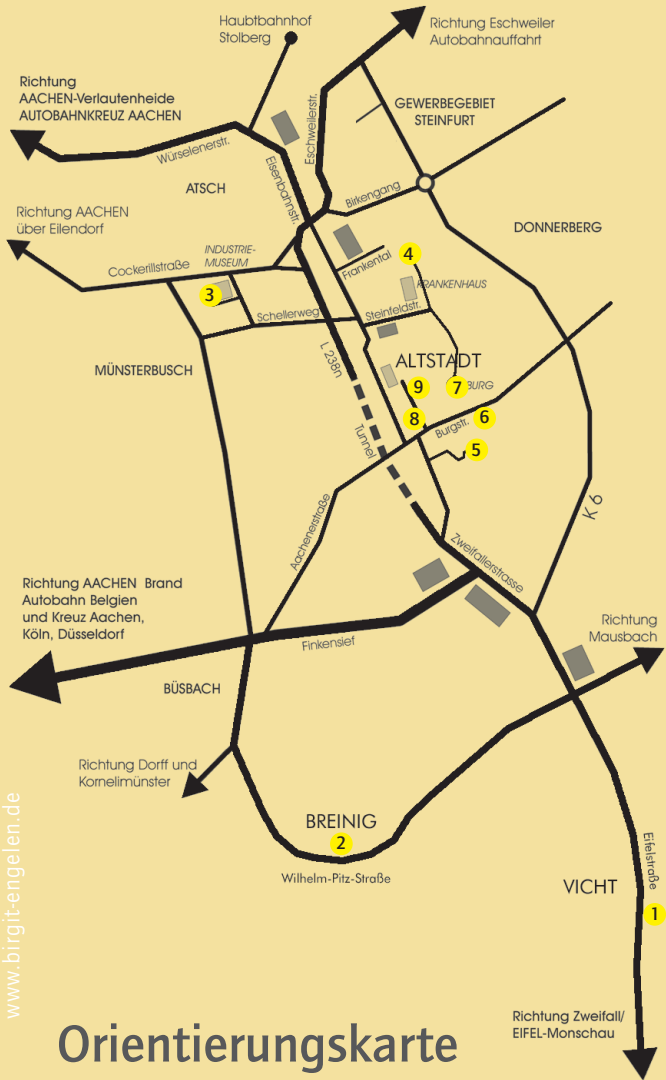 Haubtbahnhof
Stolberg
Richtung Eschweiler
Autobahnauffahrt
Richtung
AACHEN-Verlautenheide
AUTOBAHNKREUZ AACHEN
GEWERBEGEBIET
STEINFURT
Würselenerstr.
Eisenbahnstr.
Eschweilerstr.
ATSCH
Birkengang
Richtung AACHEN
über Eilendorf
DONNERBERG
INDUSTRIE-
MUSEUM
Cockerillstraße
Frankental
4
KRANKENHAUS
3
Schellerweg
Steinfeldstr.
L 238n
MÜNSTERBUSCH
ALTSTADT
9
7
BURG
8
6
Burgstr.
5
Tunnel
K 6
Aachenerstraße
Zweifallerstrasse
Richtung AACHEN Brand
Autobahn Belgien
und Kreuz Aachen,
Köln, Düsseldorf
Richtung
Mausbach
Finkensief
BÜSBACH
Richtung Dorff und
Kornelimünster
BREINIG
2
Wilhelm-Pitz-Straße
Eifelstraße
VICHT
1
www.birgit-engelen.de
Richtung Zweifall/
EIFEL-Monschau
Orientierungskarte